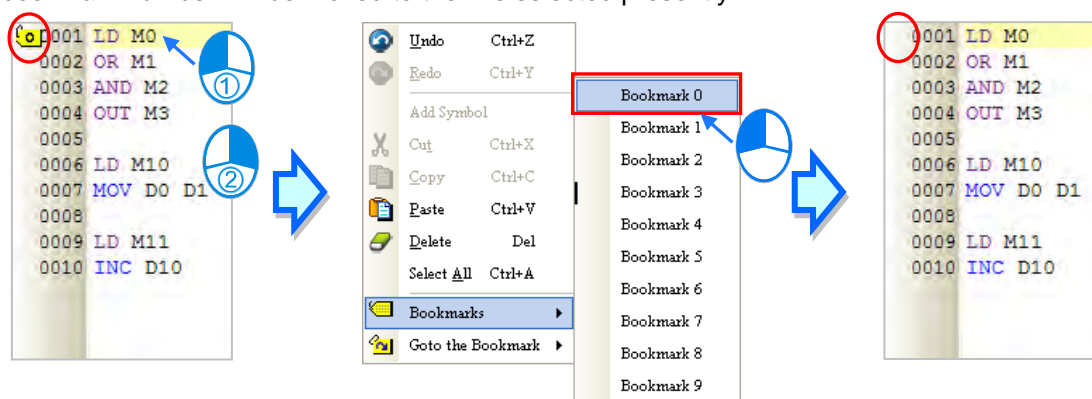 0
001 LD M0
0002 OR M1
0003 AND M2
0004 OUT M3
0005
0006 LD M10
0007 MOV D0 D1
0008
0009 LD M11
0010 INC D10
1
2
Undo Ctrl+Z
Redo Ctrl+Y
Add Symbol
Cut Ctrl+X
Copy Ctrl+C
Paste Ctrl+V
Delete Del
Select All Ctrl+A
Bookmarks
Goto the Bookmark
Bookmark 0
Bookmark 1
Bookmark 2
Bookmark 3
Bookmark 4
Bookmark 5
Bookmark 6
Bookmark 7
Bookmark 8
Bookmark 9
0001 LD M0
0002 OR M1
0003 AND M2
0004 OUT M3
0005
0006 LD M10
0007 MOV D0 D1
0008
0009 LD M11
0010 INC D10